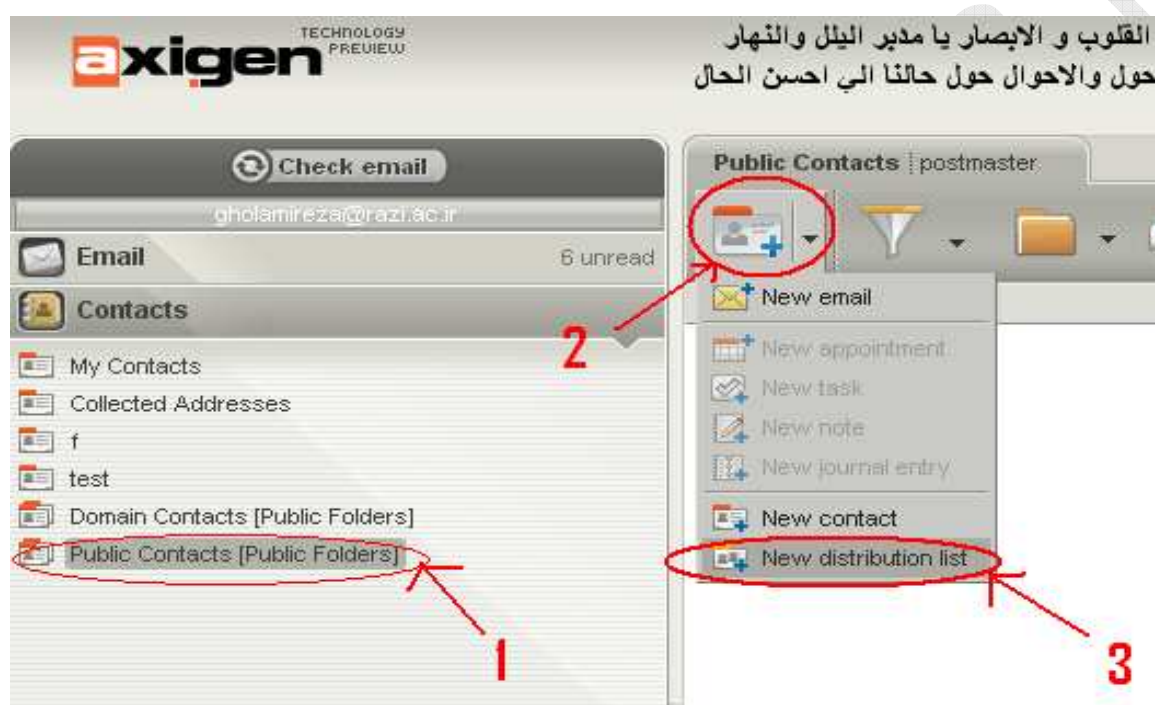 axigen
TECHNOLOGY
PREVIEW
القلوب و الابصار يا مدبر اليلل والنهار
حول والاحوال حول حالنا الي احسن الحال
Check email
gholamireza@razi.ac.ir
Email
6 unread
Contacts
My Contacts
Collected Addresses
f
test
Domain Contacts [Public Folders]
Public Contacts [Public Folders]
1
Public Contacts postmaster
2
New email
New appointment
New task
New note
New journal entry
New contact
New distribution list
3